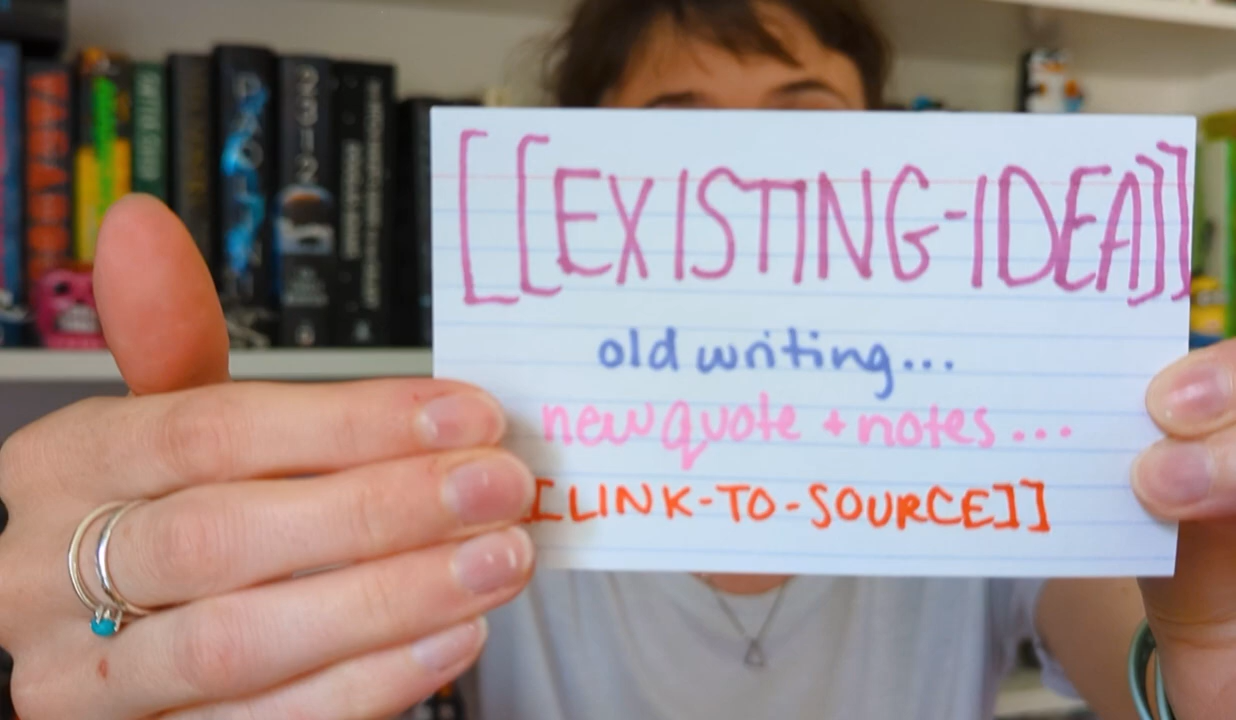 [[EXISTING-IDEA]]
old writing...
new quote + notes...
[LINK-TO-SOURCE]]